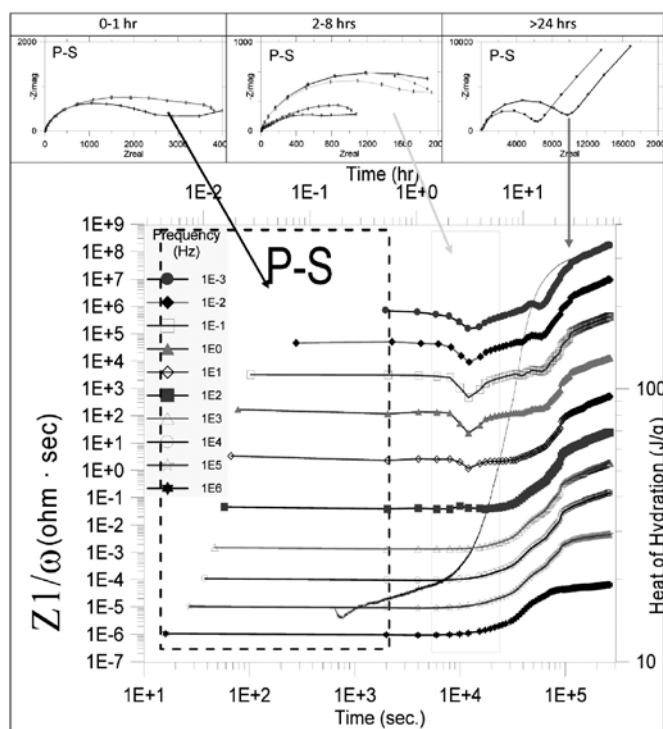 0-1 hr
2-8 hrs
>24 hrs
2000
P-S
-Zimag
0
0 1000 2000 3000 400
Zreal
1000
P-S
-Zimag
0
0 400 800 1200 1600 200
Zreal
10000
P-S
-Zimag
0
0 4000 8000 12000 16000 2000
Zreal
Time (hr)
1E-2 1E-1 1E+0 1E+1
1E+9
1E+8
1E+7
1E+6
1E+5
1E+4
1E+3
1E+2
1E+1
1E+0
1E-1
1E-2
1E-3
1E-4
1E-5
1E-6
1E-7
Z1/ω(ohm · sec)
Frequency
(Hz)
1E-3
1E-2
1E-1
1E0
1E1
1E2
1E3
1E4
1E5
1E6
P-S
100
10
Heat of Hydration (J/g)
1E+1 1E+2 1E+3 1E+4 1E+5
Time (sec.)